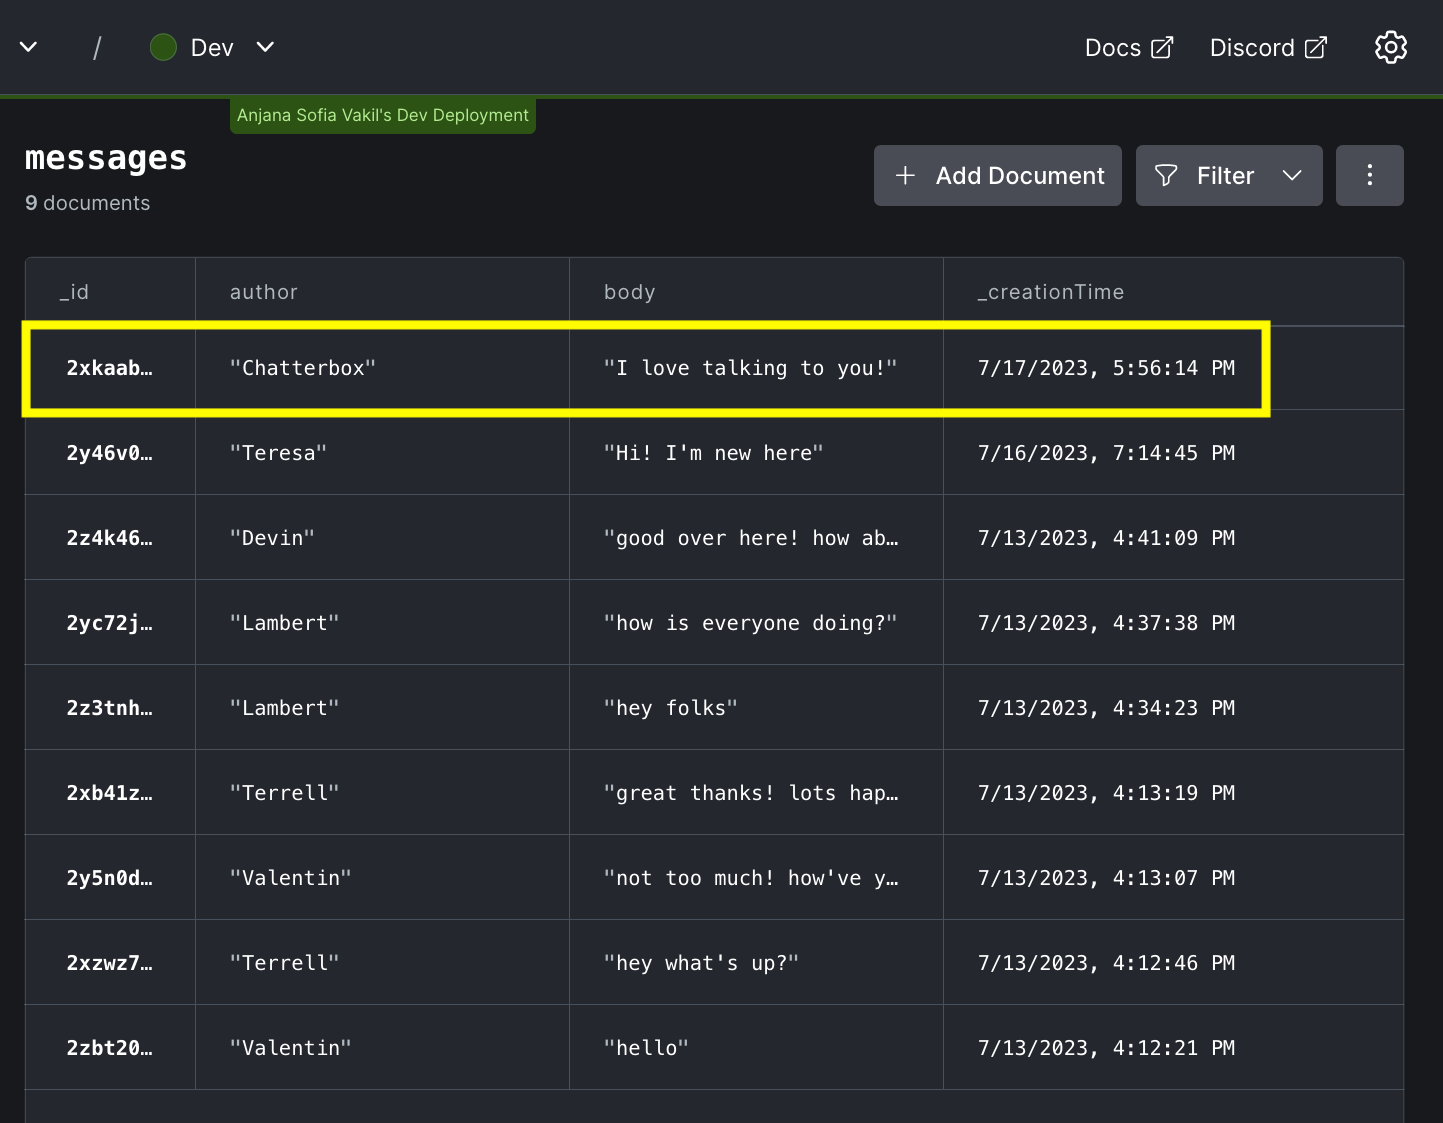 / Dev Docs Discord
Anjana Sofia Vakil's Dev Deployment
messages
9 documents
+ Add Document Filter
_id author body _creationTime
2xkaab… "Chatterbox" "I love talking to you!" 7/17/2023, 5:56:14 PM
2y46v0… "Teresa" "Hi! I'm new here" 7/16/2023, 7:14:45 PM
2z4k46… "Devin" "good over here! how ab… 7/13/2023, 4:41:09 PM
2yc72j… "Lambert" "how is everyone doing?" 7/13/2023, 4:37:38 PM
2z3tnh… "Lambert" "hey folks" 7/13/2023, 4:34:23 PM
2xb41z… "Terrell" "great thanks! lots hap… 7/13/2023, 4:13:19 PM
2y5n0d… "Valentin" "not too much! how've y… 7/13/2023, 4:13:07 PM
2xzwz7… "Terrell" "hey what's up?" 7/13/2023, 4:12:46 PM
2zbt20… "Valentin" "hello" 7/13/2023, 4:12:21 PM